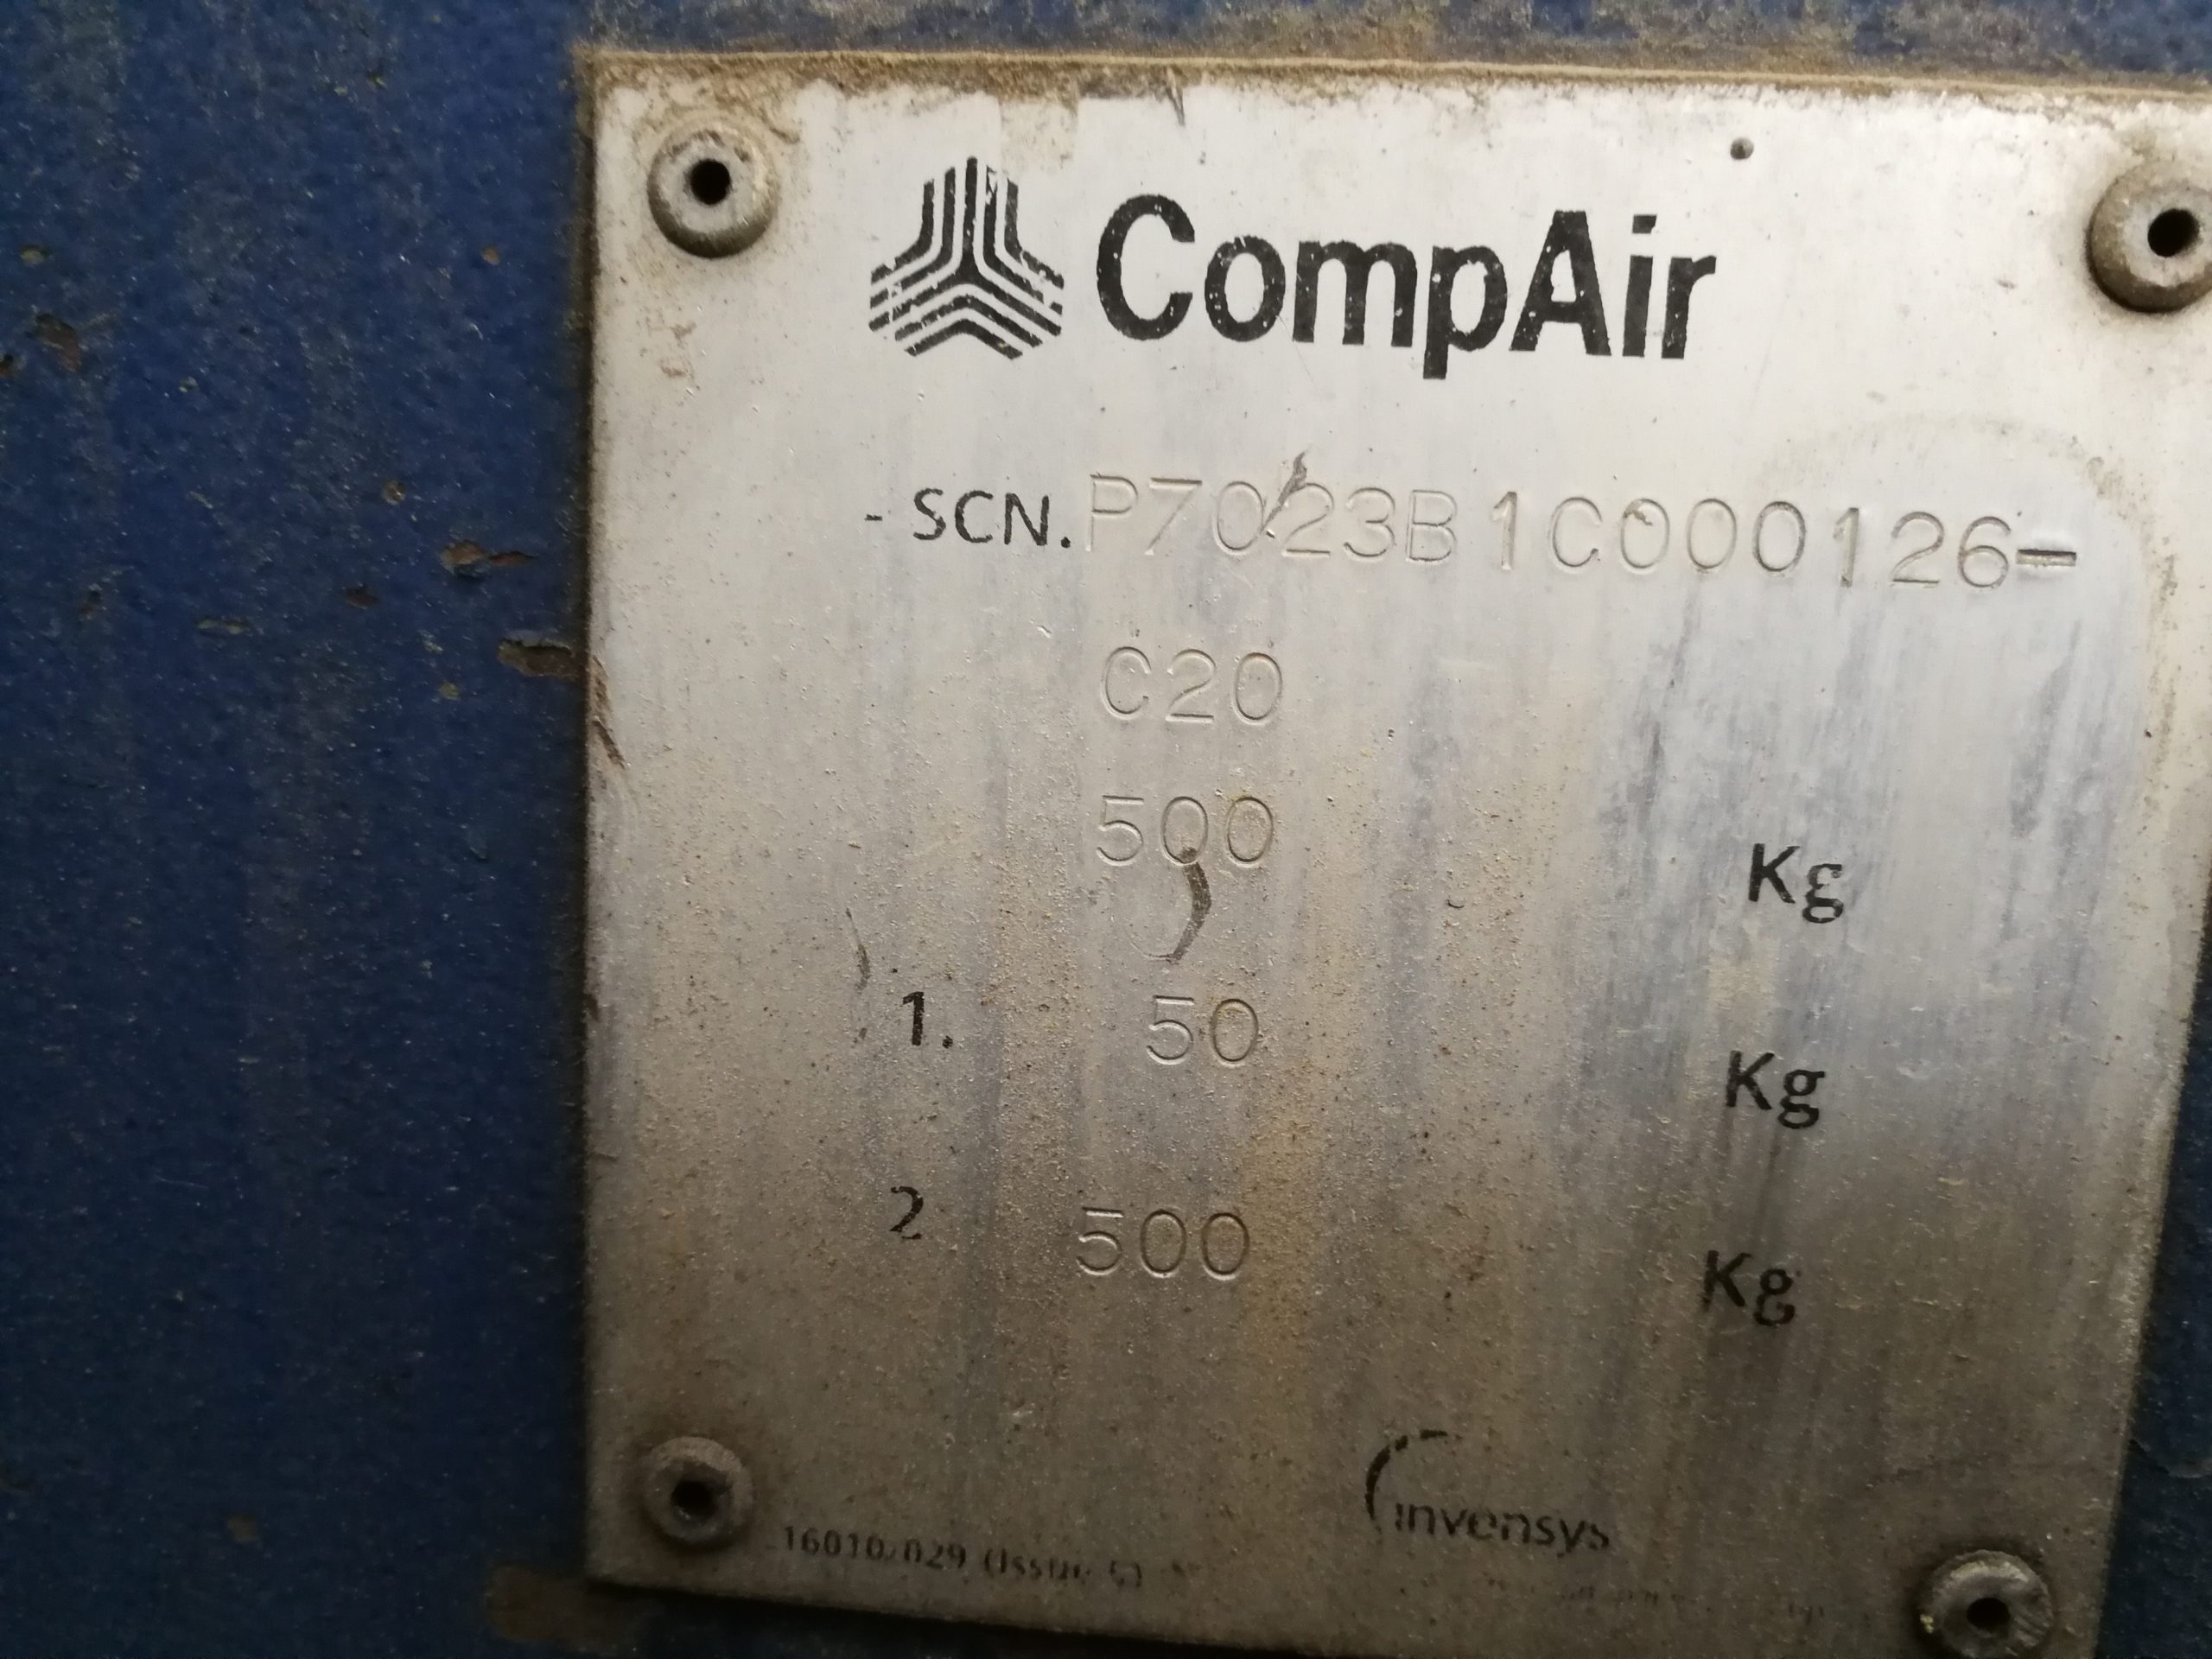 CompAir
- SCN. P7023B1C000126-
C20
500 Kg
1. 50 Kg
2 500 Kg
invensys
16010/029 (Issue 5)